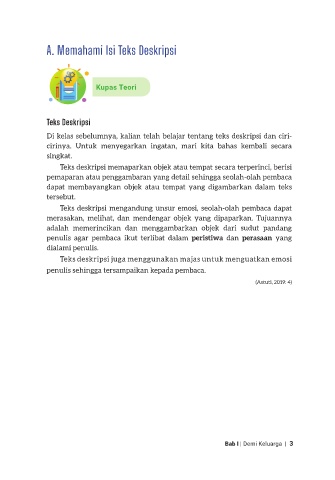 A. Memahami Isi Teks Deskripsi
Kupas Teori
Teks Deskripsi
Di kelas sebelumnya, kalian telah belajar tentang teks deskripsi dan ciri-
cirinya. Untuk menyegarkan ingatan, mari kita bahas kembali secara
singkat.
Teks deskripsi memaparkan objek atau tempat secara terperinci, berisi
pemaparan atau penggambaran yang detail sehingga seolah-olah pembaca
dapat membayangkan objek atau tempat yang digambarkan dalam teks
tersebut.
Teks deskripsi mengandung unsur emosi, seolah-olah pembaca dapat
merasakan, melihat, dan mendengar objek yang dipaparkan. Tujuannya
adalah memerincikan dan menggambarkan objek dari sudut pandang
penulis agar pembaca ikut terlibat dalam peristiwa dan perasaan yang
dialami penulis.
Teks deskripsi juga menggunakan majas untuk menguatkan emosi
penulis sehingga tersampaikan kepada pembaca.
(Astuti, 2019: 4)
Bab I | Demi Keluarga | 3